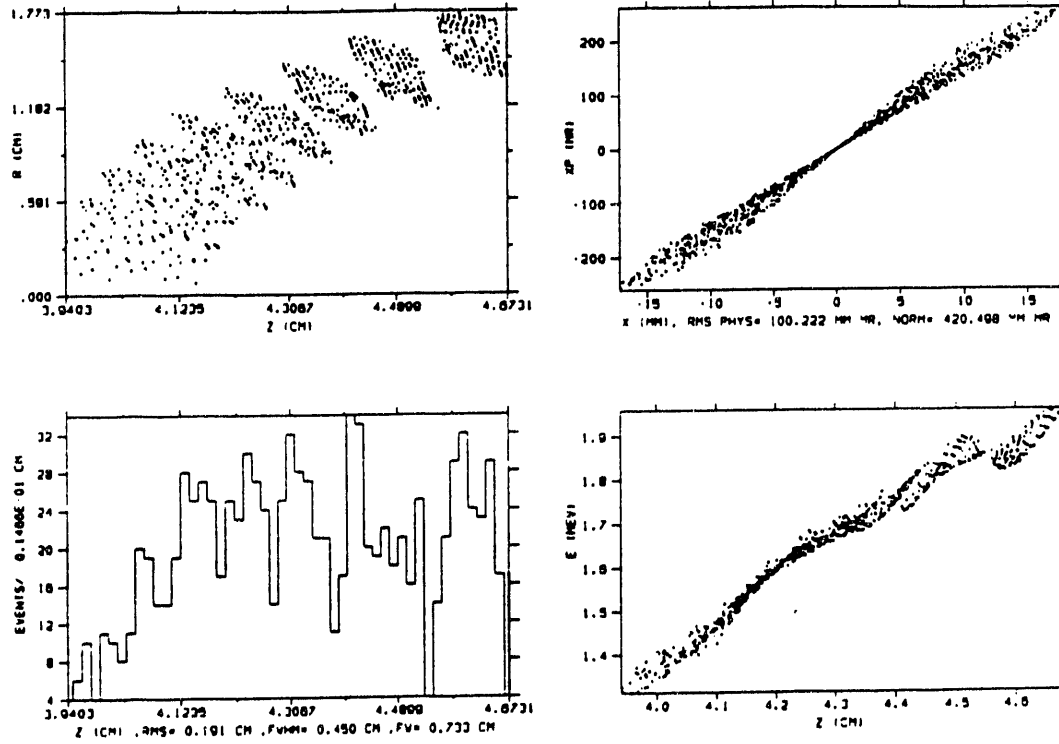 1.773
1.182
.591
.000
R (CM)
3.9403 4.1235 4.3067 4.4899 4.6731
Z (CM)
200
100
0
.100
.200
XP (MR)
.15 .10 .5 0 5 10 15
X (MM), RMS PHYS= 100.222 MM MR, NORM= 420.498 MM MR
32
28
24
20
16
12
8
4
EVENTS/ 0.1466E-01 CM
3.9403 4.1235 4.3067 4.4899 4.6731
Z (CM) ,RMS= 0.191 CM ,FWHM= 0.450 CM ,FW= 0.733 CM
1.9
1.8
1.7
1.6
1.5
1.4
E (MEV)
4.0 4.1 4.2 4.3 4.4 4.5 4.6
Z (CM)